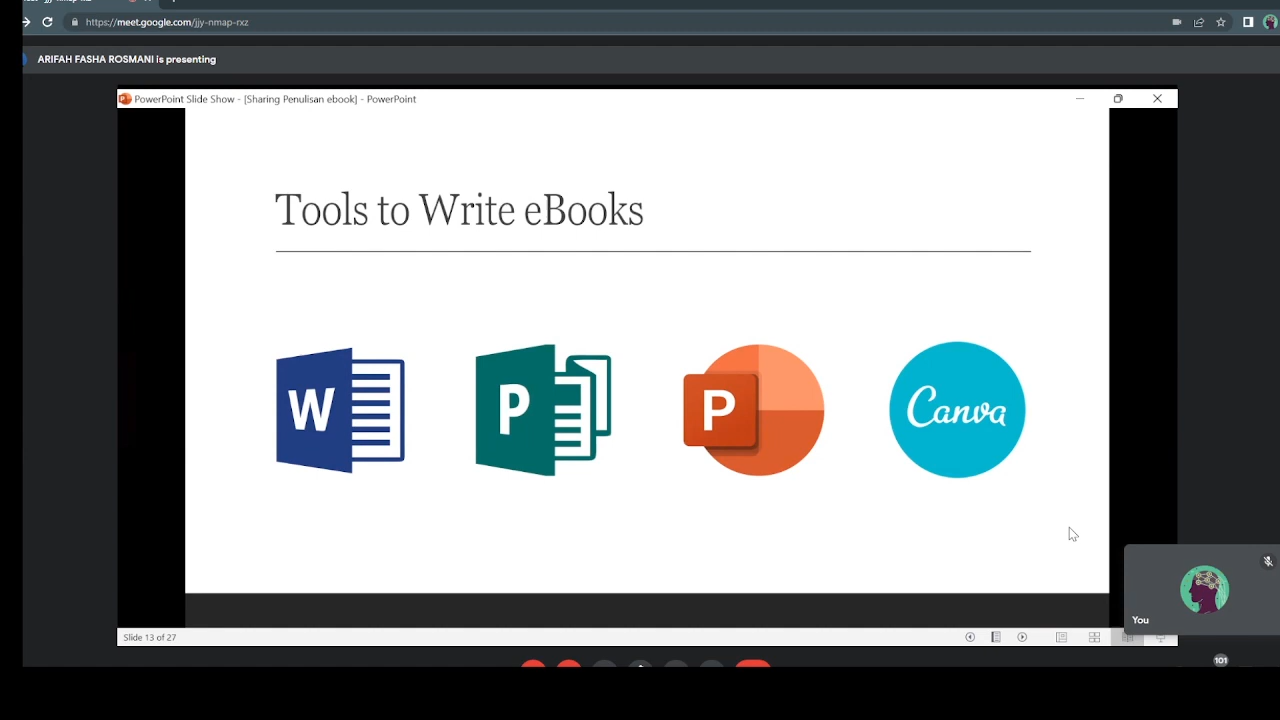 https://meet.google.com/jjy-nmap-rxz
ARIFAH FASHA ROSMANI is presenting
PowerPoint Slide Show - [Sharing Penulisan ebook] - PowerPoint
Tools to Write eBooks
W
P
P
Canva
You
Slide 13 of 27
101